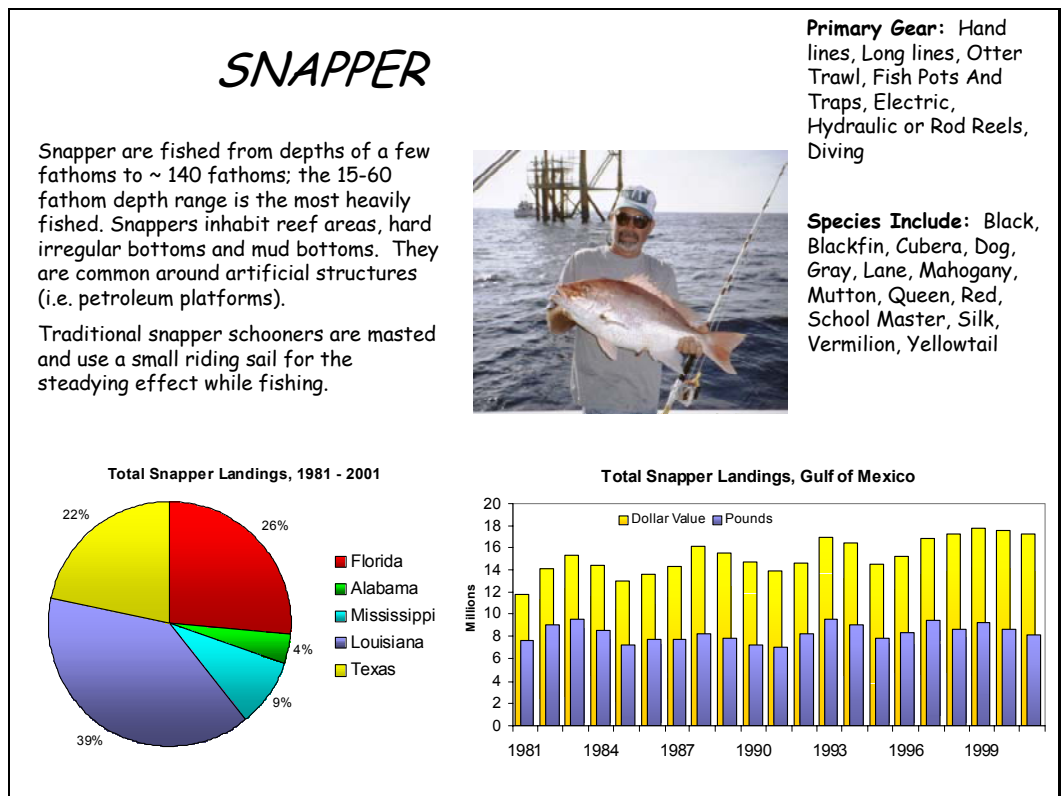 SNAPPER
Snapper are fished from depths of a few
fathoms to ~ 140 fathoms; the 15-60
fathom depth range is the most heavily
fished. Snappers inhabit reef areas, hard
irregular bottoms and mud bottoms. They
are common around artificial structures
(i.e. petroleum platforms).
Traditional snapper schooners are masted
and use a small riding sail for the
steadying effect while fishing.
Primary Gear: Hand
lines, Long lines, Otter
Trawl, Fish Pots And
Traps, Electric,
Hydraulic or Rod Reels,
Diving
Species Include: Black,
Blackfin, Cubera, Dog,
Gray, Lane, Mahogany,
Mutton, Queen, Red,
School Master, Silk,
Vermilion, Yellowtail
Total Snapper Landings, 1981 - 2001
22%
26%
4%
9%
39%
Florida
Alabama
Mississippi
Louisiana
Texas
Total Snapper Landings, Gulf of Mexico
Dollar Value Pounds
Millions
20
18
16
14
12
10
8
6
4
2
0
1981 1984 1987 1990 1993 1996 1999